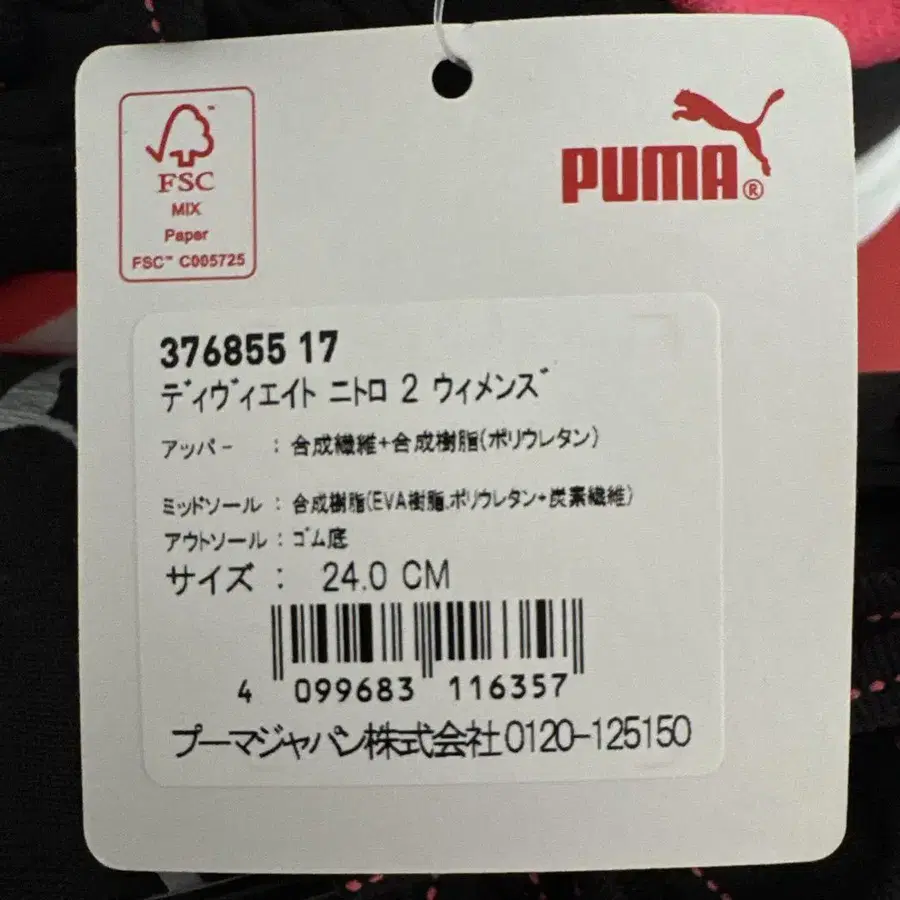 FSC™
MIX
Paper
FSC™ C005725
PUMA®
376855 17
ディヴィエイト ニトロ 2 ウィメンズ
アッパー : 合成繊維+合成樹脂(ポリウレタン)
ミッドソール : 合成樹脂(EVA樹脂,ポリウレタン+炭素繊維)
アウトソール : ゴム底
サイズ : 24.0 CM
4 099683 116357
プーマジャパン株式会社0120-125150